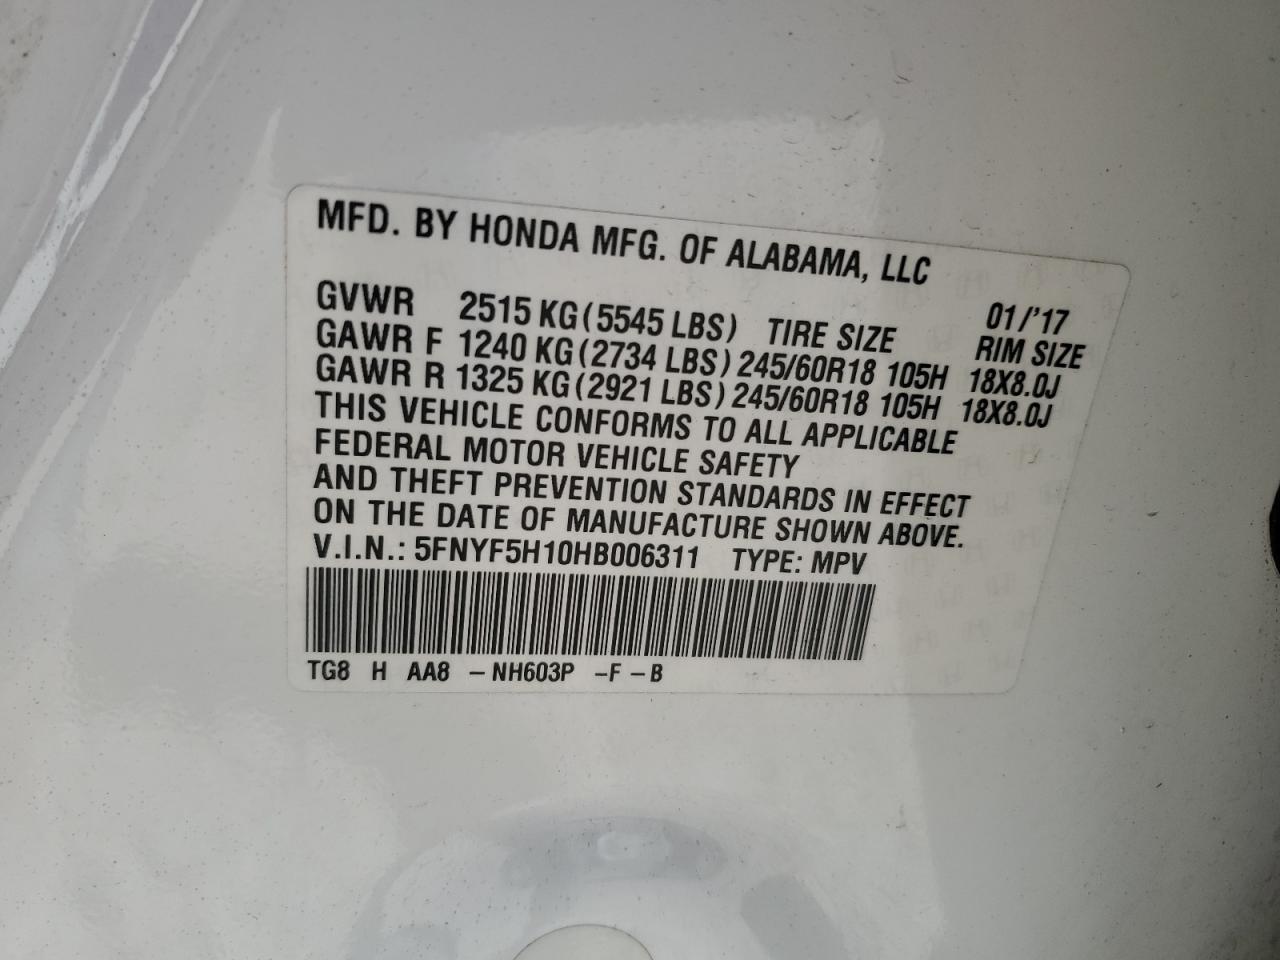 MFD. BY HONDA MFG. OF ALABAMA, LLC
01/'17
GVWR 2515 KG (5545 LBS) TIRE SIZE RIM SIZE
GAWR F 1240 KG (2734 LBS) 245/60R18 105H 18X8.0J
GAWR R 1325 KG (2921 LBS) 245/60R18 105H 18X8.0J
THIS VEHICLE CONFORMS TO ALL APPLICABLE
FEDERAL MOTOR VEHICLE SAFETY
AND THEFT PREVENTION STANDARDS IN EFFECT
ON THE DATE OF MANUFACTURE SHOWN ABOVE.
V.I.N.: 5FNYF5H10HB006311 TYPE: MPV
TG8 H AA8 – NH603P –F – B